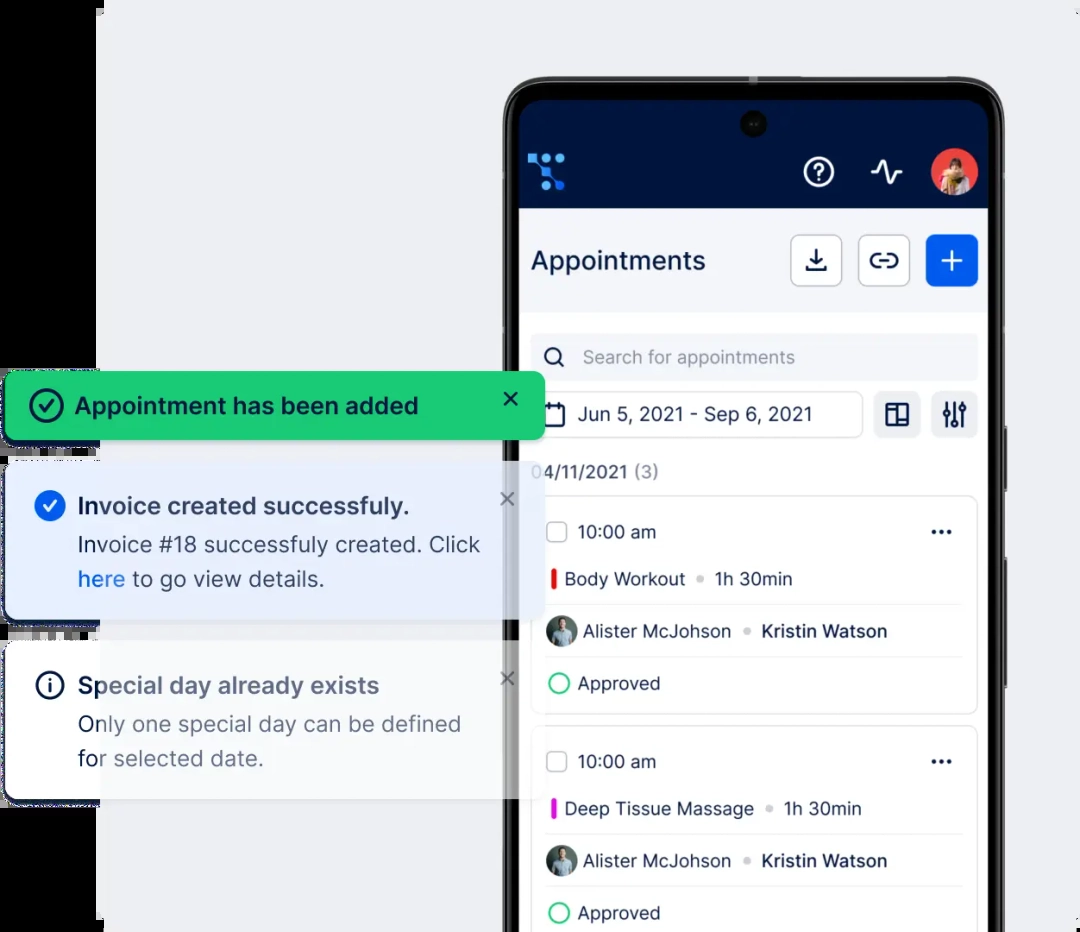 Appointments
Search for appointments
Appointment has been added
Jun 5, 2021 - Sep 6, 2021
04/11/2021 (3)
Invoice created successfuly.
Invoice #18 successfuly created. Click
here to go view details.
10:00 am
Body Workout 1h 30min
Alister McJohson Kristin Watson
Approved
Special day already exists
Only one special day can be defined
for selected date.
10:00 am
Deep Tissue Massage 1h 30min
Alister McJohson Kristin Watson
Approved